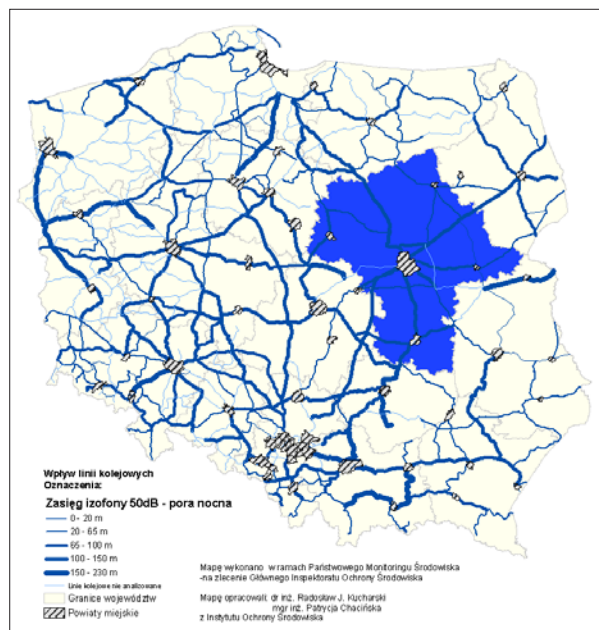 Wpływ linii kolejowych
Oznaczenia:
Zasięg izofony 50dB - pora nocna
0 - 20 m
20 - 65 m
65 - 100 m
100 - 150 m
150 - 230 m
Linie kolejowe nie analizowane
Granice województw
Powiaty miejskie
Mapę wykonano w ramach Państwowego Monitoringu Środowiska
-na zlecenie Głównego Inspektoratu Ochrony Środowiska
Mapę opracowali: dr inż. Radosław J. Kucharski
mgr inż. Patrycja Chacińska
z Instytutu Ochrony Środowiska